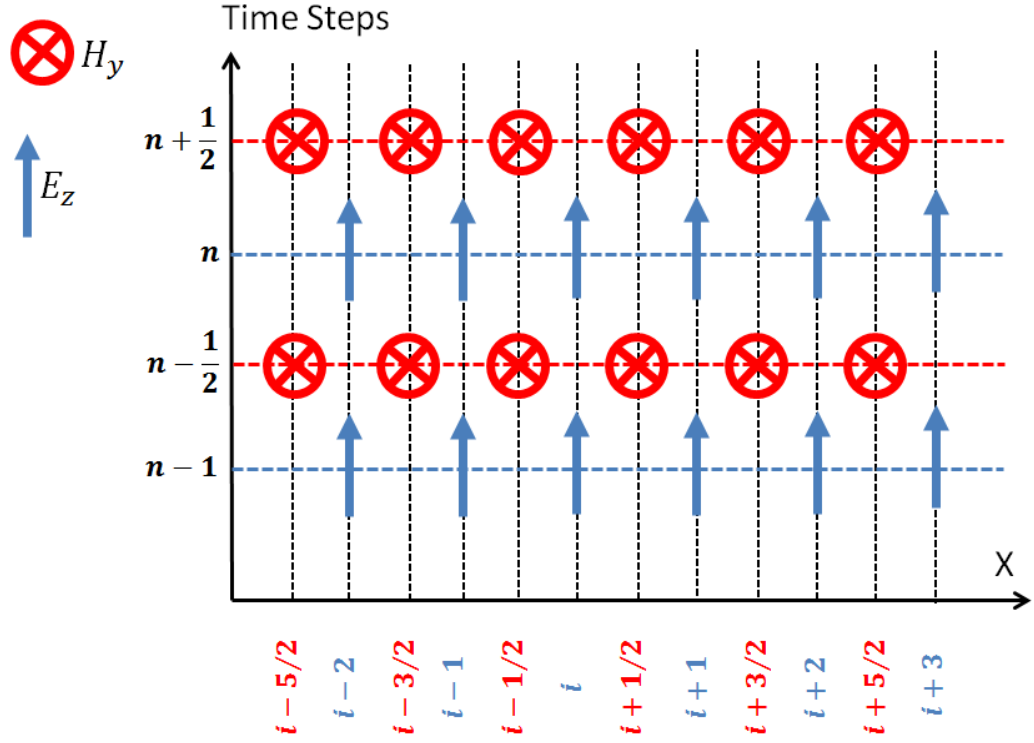 Time Steps
H_y
E_z
n + 1/2
n
n − 1/2
n − 1
X
i − 5/2
i − 2
i − 3/2
i − 1
i − 1/2
i
i + 1/2
i + 1
i + 3/2
i + 2
i + 5/2
i + 3